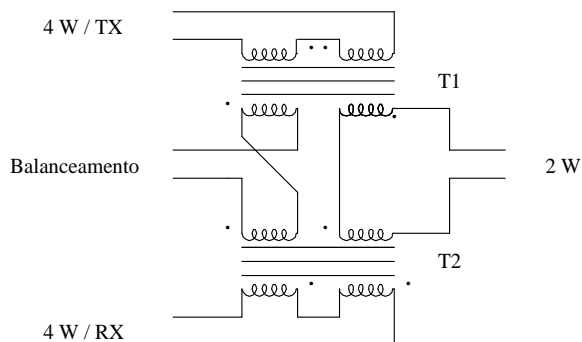 4 W / TX
T1
Balanceamento
2 W
T2
4 W / RX